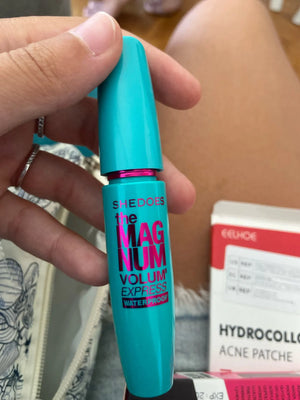 SHEDOES
the
MAG
NUM
VOLUM'
EXPRESS
WATERPROOF
EELHOE
HYDROCOLLO
ACNE PATCHE